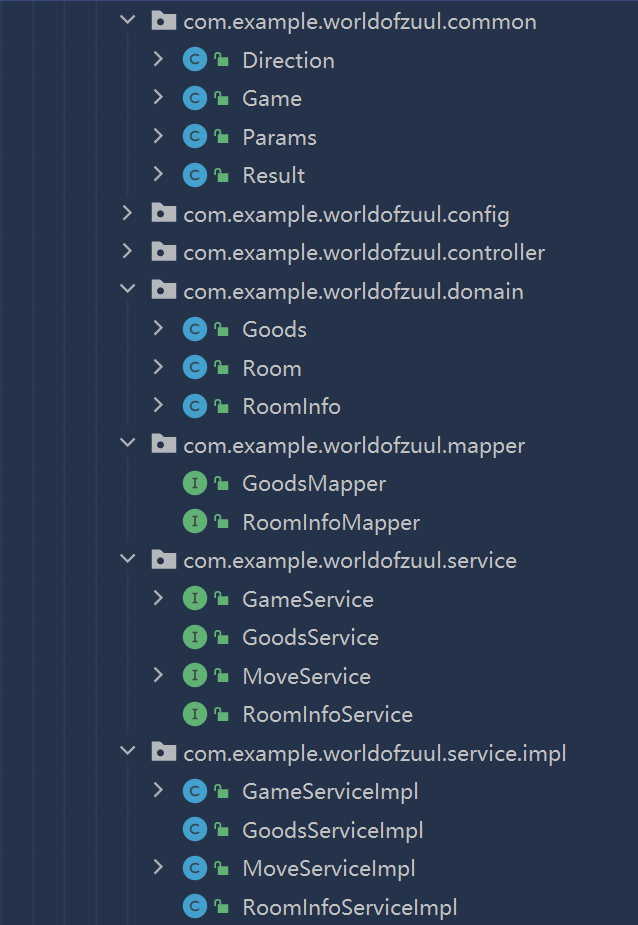 com.example.worldofzuul.common
C Direction
C Game
C Params
C Result
com.example.worldofzuul.config
com.example.worldofzuul.controller
com.example.worldofzuul.domain
C Goods
C Room
C RoomInfo
com.example.worldofzuul.mapper
I GoodsMapper
I RoomInfoMapper
com.example.worldofzuul.service
I GameService
I GoodsService
I MoveService
I RoomInfoService
com.example.worldofzuul.service.impl
C GameServiceImpl
C GoodsServiceImpl
C MoveServiceImpl
C RoomInfoServiceImpl